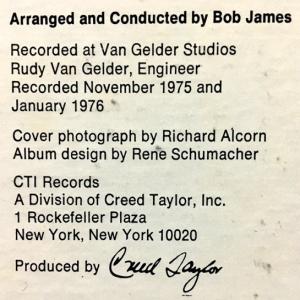 Arranged and Conducted by Bob James
Recorded at Van Gelder Studios
Rudy Van Gelder, Engineer
Recorded November 1975 and
January 1976
Cover photograph by Richard Alcorn
Album design by Rene Schumacher
CTI Records
A Division of Creed Taylor, Inc.
1 Rockefeller Plaza
New York, New York 10020
Produced by Creed Taylor